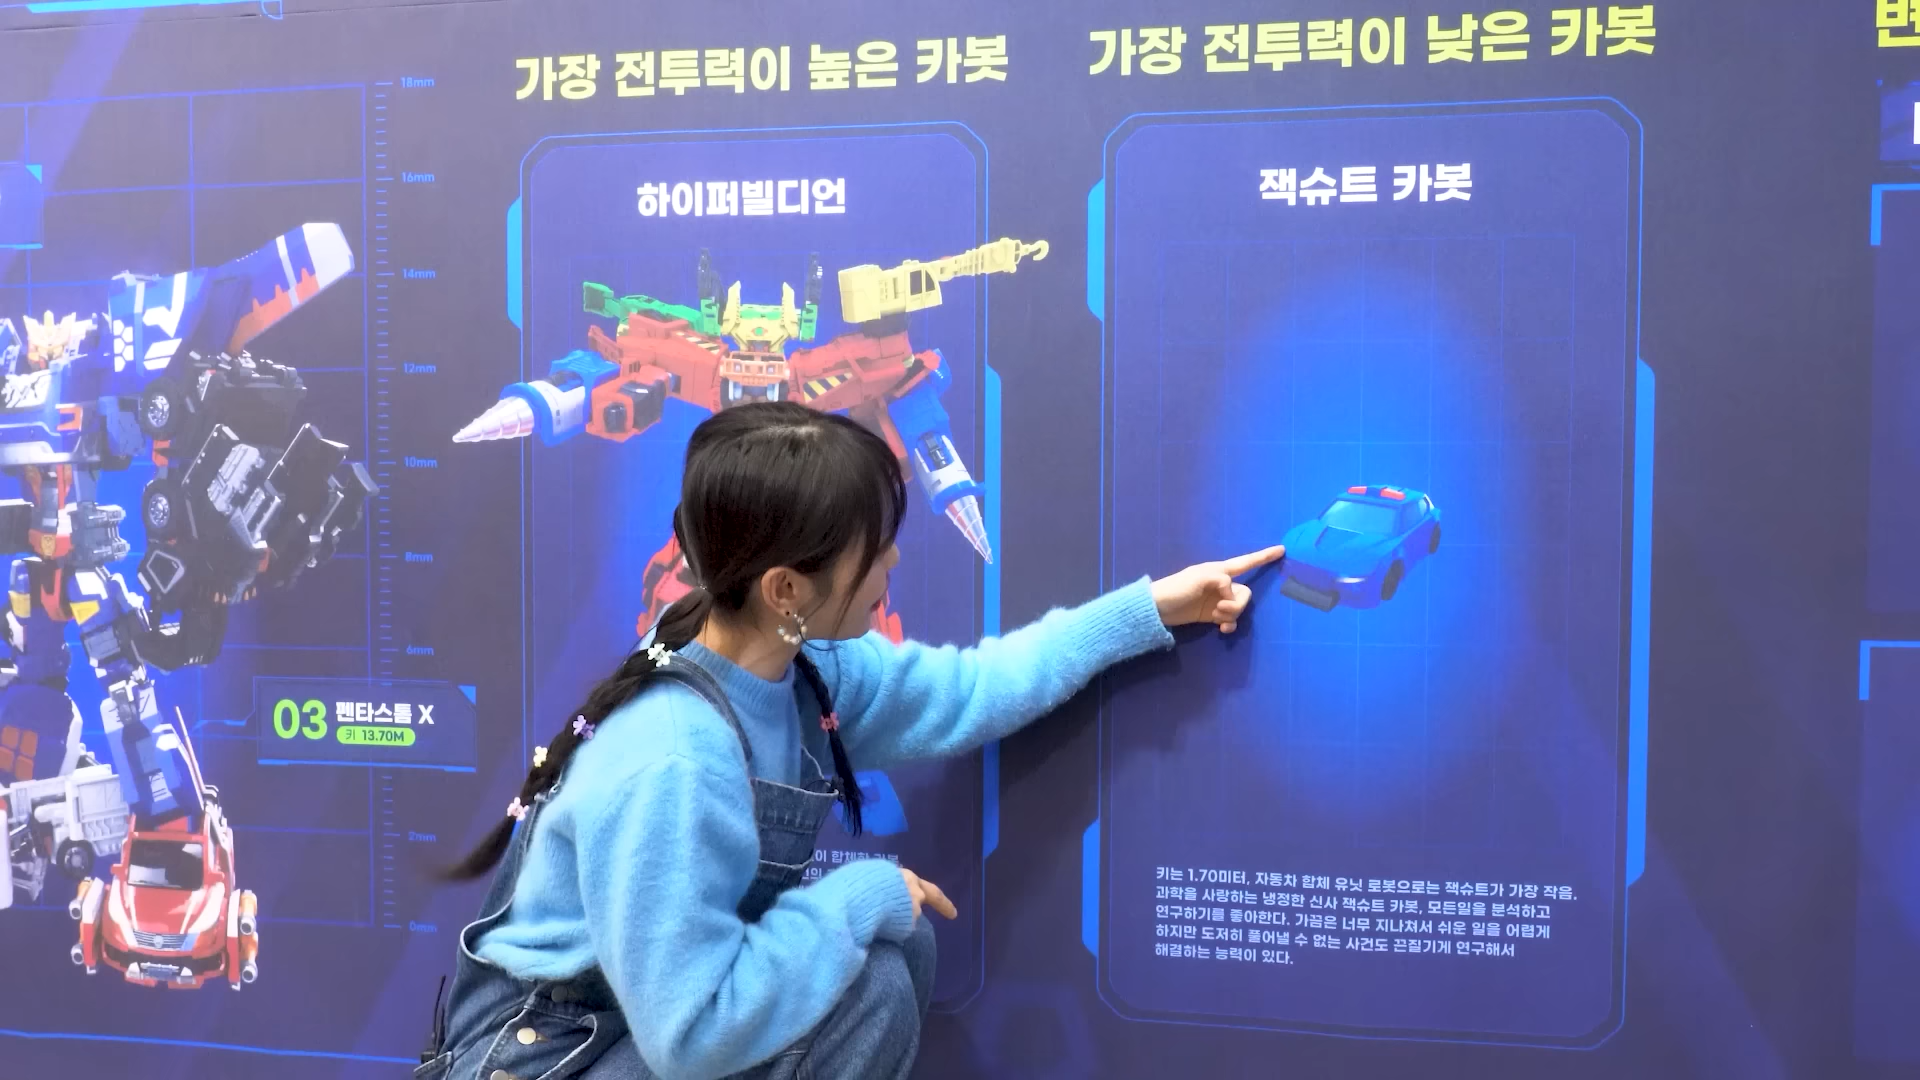 18mm
16mm
14mm
12mm
10mm
8mm
6mm
2mm
0mm
03 펜타스톰 X
키 13.70M
가장 전투력이 높은 카봇
하이퍼빌디언
이 합체한 카봇
가장 전투력이 낮은 카봇
잭슈트 카봇
키는 1.70미터, 자동차 합체 유닛 로봇으로는 잭슈트가 가장 작음.
과학을 사랑하는 냉정한 신사 잭슈트 카봇, 모든일을 분석하고
연구하기를 좋아한다. 가끔은 너무 지나쳐서 쉬운 일을 어렵게
하지만 도저히 풀어낼 수 없는 사건도 끈질기게 연구해서
해결하는 능력이 있다.